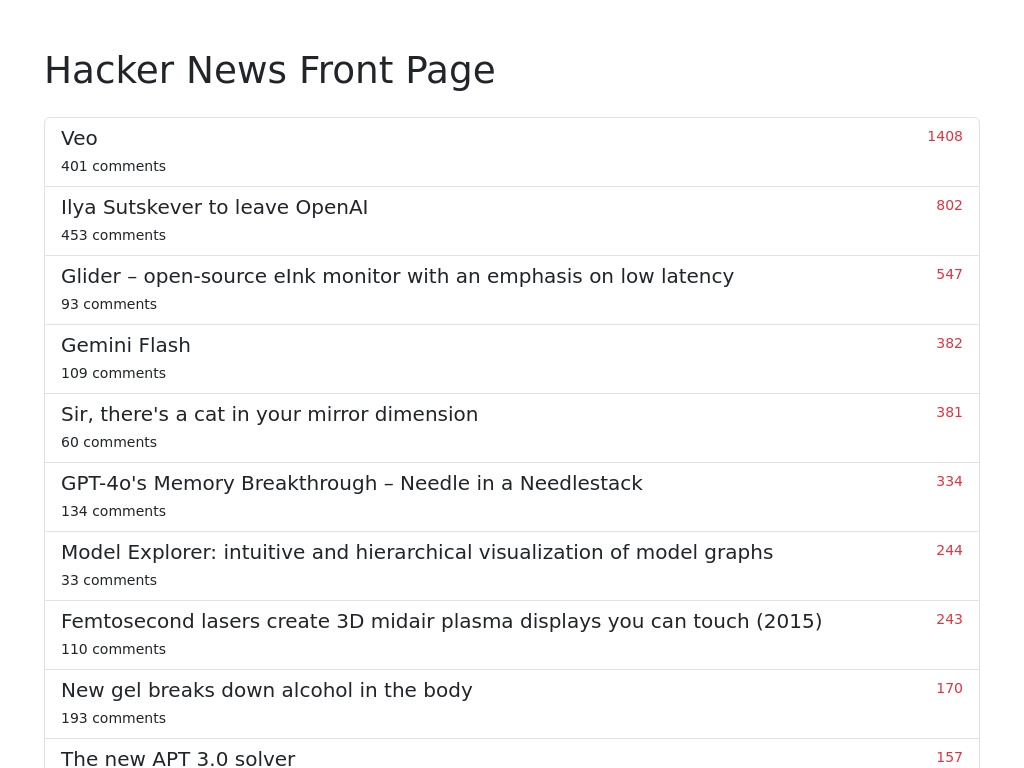 Hacker News Front Page
Veo
1408
401 comments
Ilya Sutskever to leave OpenAI
802
453 comments
Glider – open-source eInk monitor with an emphasis on low latency
547
93 comments
Gemini Flash
382
109 comments
Sir, there's a cat in your mirror dimension
381
60 comments
GPT-4o's Memory Breakthrough – Needle in a Needlestack
334
134 comments
Model Explorer: intuitive and hierarchical visualization of model graphs
244
33 comments
Femtosecond lasers create 3D midair plasma displays you can touch (2015)
243
110 comments
New gel breaks down alcohol in the body
170
193 comments
The new APT 3.0 solver
157